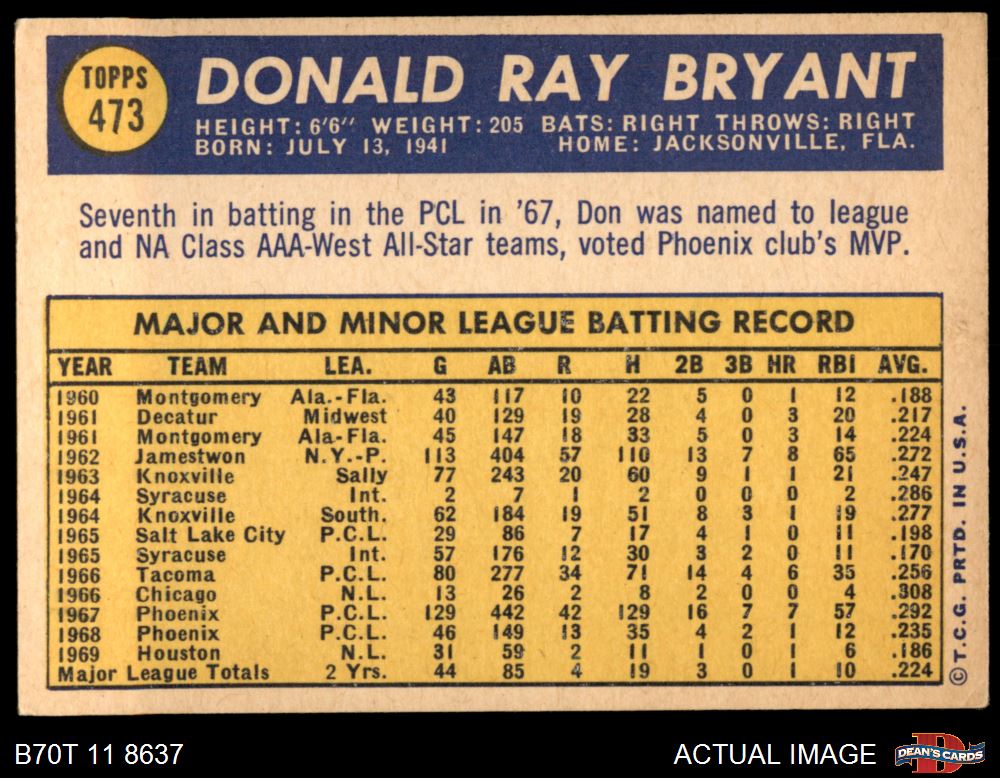 TOPPS
473
DONALD RAY BRYANT
HEIGHT: 6'6" WEIGHT: 205 BATS: RIGHT THROWS: RIGHT
BORN: JULY 13, 1941 HOME: JACKSONVILLE, FLA.
Seventh in batting in the PCL in '67, Don was named to league
and NA Class AAA-West All-Star teams, voted Phoenix club's MVP.
MAJOR AND MINOR LEAGUE BATTING RECORD
YEAR TEAM LEA. G AB R H 2B 3B HR RBI AVG.
1960 Montgomery Ala.-Fla. 43 117 10 22 5 0 1 12 .188
1961 Decatur Midwest 40 129 19 28 4 0 3 20 .217
1961 Montgomery Ala-Fla. 45 147 18 33 5 0 3 14 .224
1962 Jamestwon N.Y.-P. 113 404 57 110 13 7 8 65 .272
1963 Knoxville Sally 77 243 20 60 9 1 1 21 .247
1964 Syracuse Int. 2 7 1 2 0 0 0 2 .286
1964 Knoxville South. 62 184 19 51 8 3 1 19 .277
1965 Salt Lake City P.C.L. 29 86 7 17 4 1 0 11 .198
1965 Syracuse Int. 57 176 12 30 3 2 0 11 .170
1966 Tacoma P.C.L. 80 277 34 71 14 4 6 35 .256
1966 Chicago N.L. 13 26 2 8 2 0 0 4 .308
1967 Phoenix P.C.L. 129 442 42 129 16 7 7 57 .292
1968 Phoenix P.C.L. 46 149 13 35 4 2 1 12 .235
1969 Houston N.L. 31 59 2 11 1 0 1 6 .186
Major League Totals 2 Yrs. 44 85 4 19 3 0 1 10 .224
© T.C.G. PRTD. IN U.S.A.
B70T 11 8637
ACTUAL IMAGE
D
DEAN'S CARDS